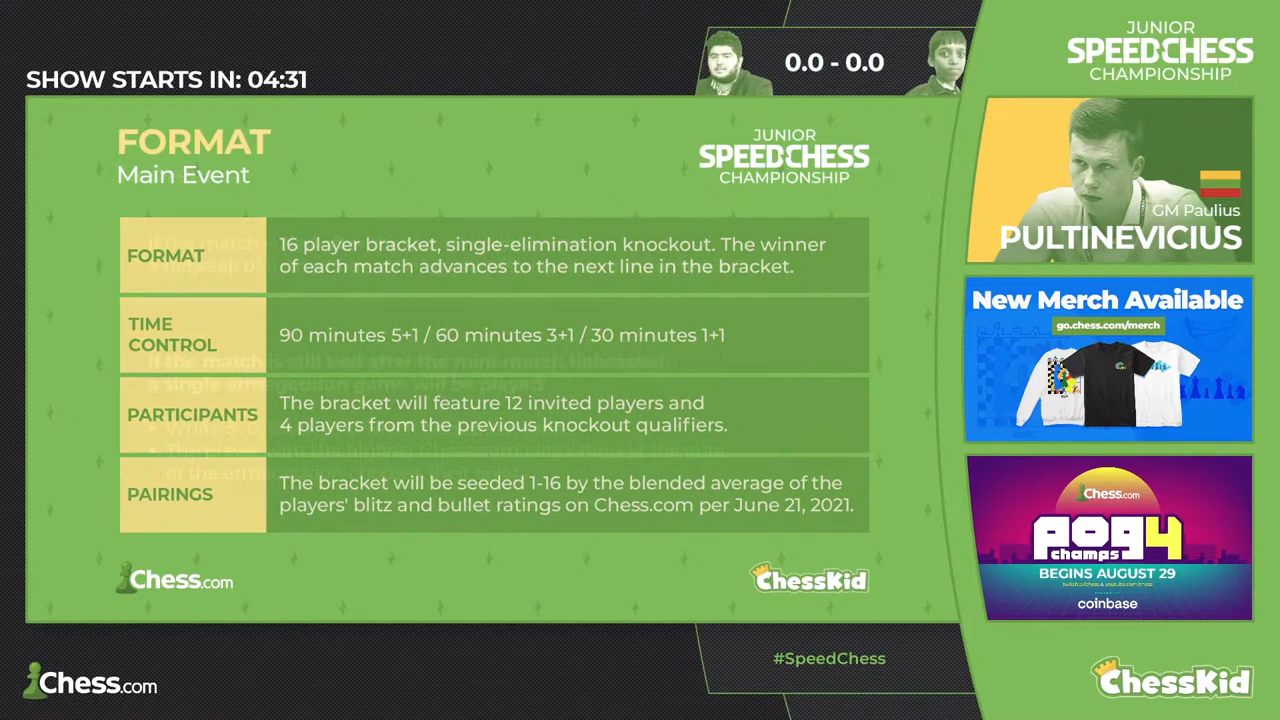 SHOW STARTS IN: 04:31
0.0 - 0.0
JUNIOR
SPEEDCHESS
CHAMPIONSHIP
FORMAT
Main Event
JUNIOR
SPEEDCHESS
CHAMPIONSHIP
FORMAT
16 player bracket, single-elimination knockout. The winner
of each match advances to the next line in the bracket.
TIME
CONTROL
90 minutes 5+1 / 60 minutes 3+1 / 30 minutes 1+1
PARTICIPANTS
The bracket will feature 12 invited players and
4 players from the previous knockout qualifiers.
PAIRINGS
The bracket will be seeded 1-16 by the blended average of the
players' blitz and bullet ratings on Chess.com per June 21, 2021.
Chess.com
ChessKid
GM Paulius
PULTINEVICIUS
New Merch Available
go.chess.com/merch
Chess.com
pog4
champs
BEGINS AUGUST 29
coinbase
#SpeedChess
Chess.com
ChessKid